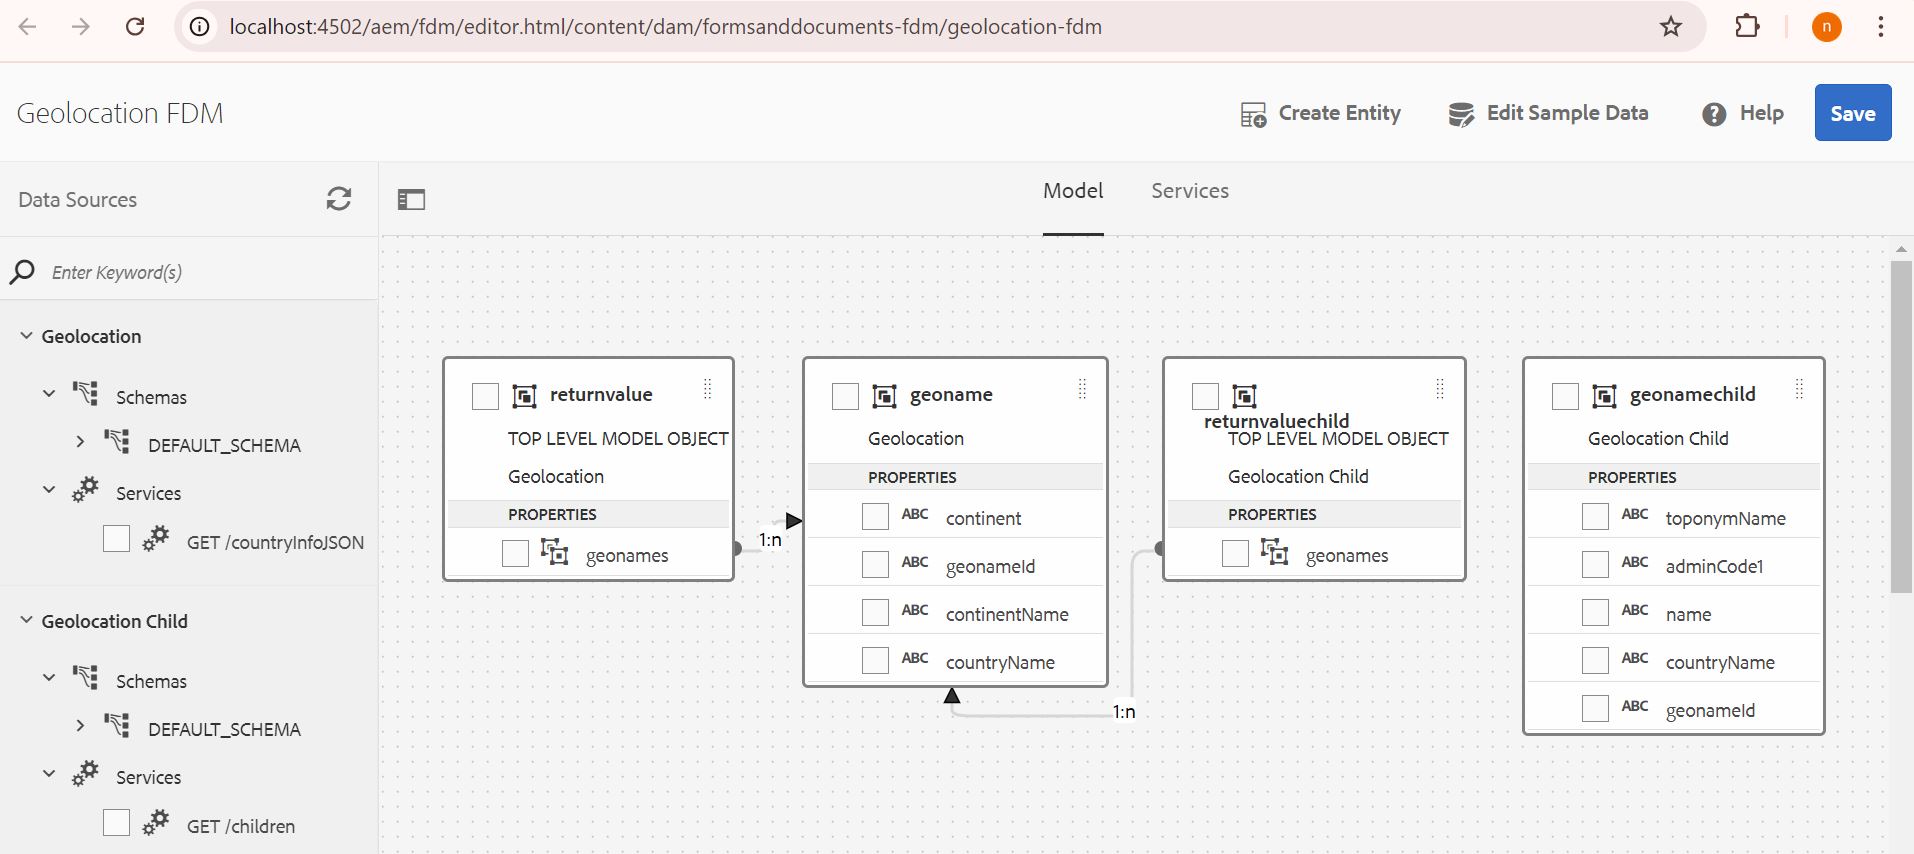 localhost:4502/aem/fdm/editor.html/content/dam/formsanddocuments-fdm/geolocation-fdm
n
Geolocation FDM
Create Entity
Edit Sample Data
? Help
Save
Data Sources
Model
Services
Enter Keyword(s)
Geolocation
Schemas
DEFAULT_SCHEMA
Services
GET /countryInfoJSON
Geolocation Child
Schemas
DEFAULT_SCHEMA
Services
GET /children
returnvalue
TOP LEVEL MODEL OBJECT
Geolocation
PROPERTIES
geonames
1:n
geoname
Geolocation
PROPERTIES
ABC continent
ABC geonameId
ABC continentName
ABC countryName
1:n
returnvaluechild
TOP LEVEL MODEL OBJECT
Geolocation Child
PROPERTIES
geonames
geonamechild
Geolocation Child
PROPERTIES
ABC toponymName
ABC adminCode1
ABC name
ABC countryName
ABC geonameId